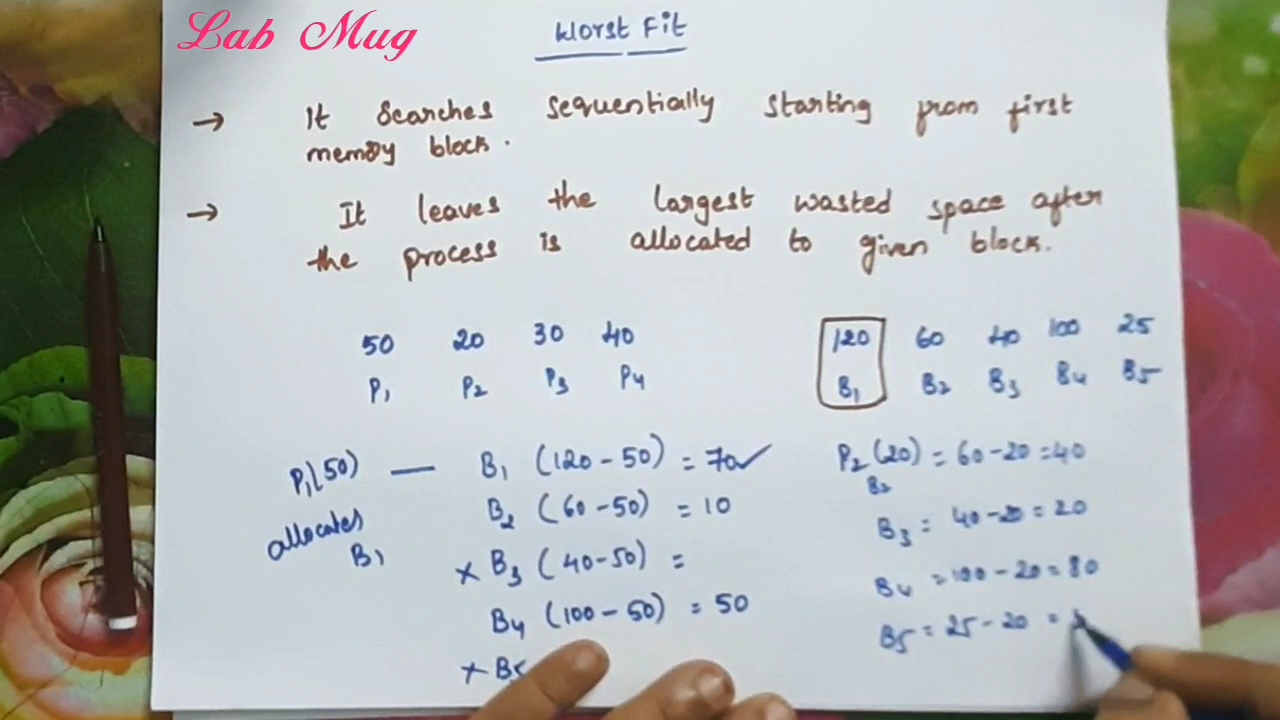 Lab Mug
Worst Fit
→ It Searches sequentially starting from first
memory block.
→ It leaves the largest wasted space after
the process is allocated to given block.
50 20 30 40
P1 P2 P3 P4
120 60 40 100 25
B1 B2 B3 B4 B5
P1(50) — B1 (120-50) = 70✓
allocates
B1
B2 (60-50) = 10
× B3 (40-50) =
B4 (100-50) = 50
× B5
P2(20) = 60-20=40
B2
B3 = 40-20 = 20
B4 = 100-20=80
B5 = 25-20 =